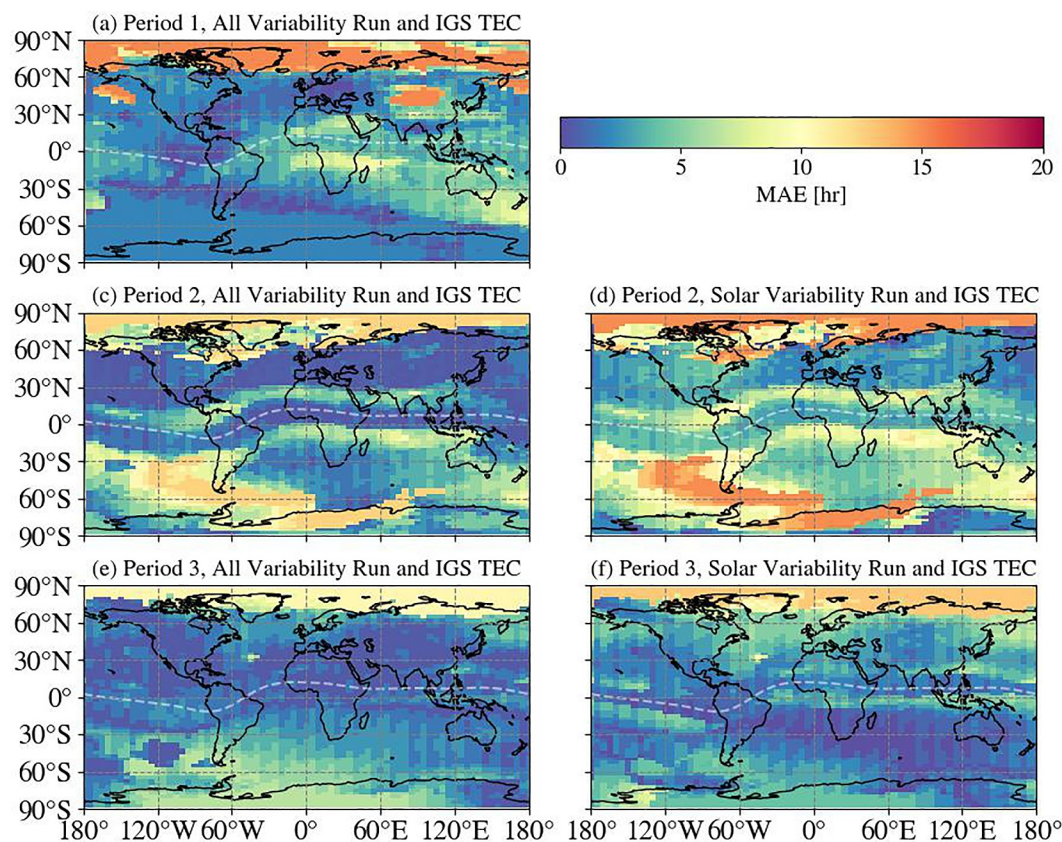 (a) Period 1, All Variability Run and IGS TEC
90°N
60°N
30°N
0°
30°S
60°S
90°S
0 5 10 15 20
MAE [hr]
(c) Period 2, All Variability Run and IGS TEC
(d) Period 2, Solar Variability Run and IGS TEC
90°N
60°N
30°N
0°
30°S
60°S
90°S
(e) Period 3, All Variability Run and IGS TEC
(f) Period 3, Solar Variability Run and IGS TEC
90°N
60°N
30°N
0°
30°S
60°S
90°S
180° 120°W 60°W 0° 60°E 120°E 180° 180° 120°W 60°W 0° 60°E 120°E 180°